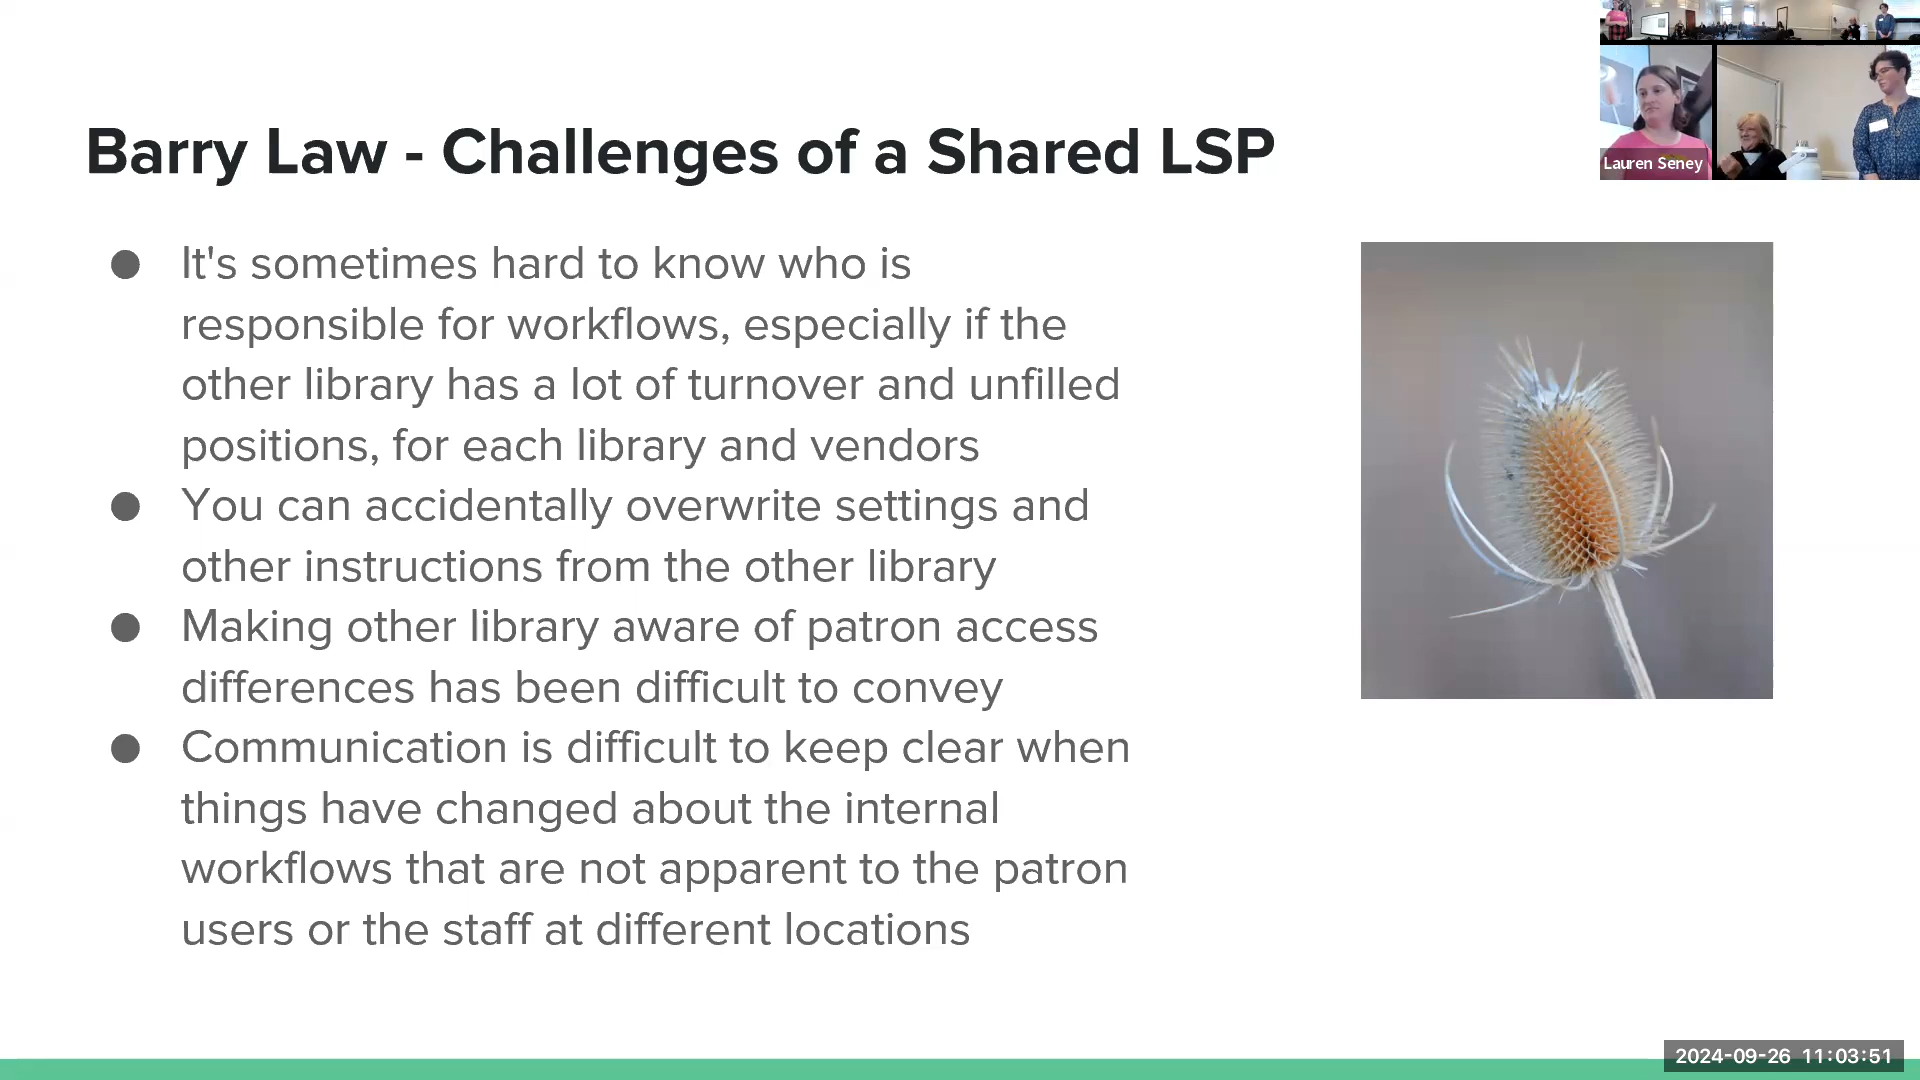 Barry Law - Challenges of a Shared LSP
Lauren Seney
● It's sometimes hard to know who is
responsible for workflows, especially if the
other library has a lot of turnover and unfilled
positions, for each library and vendors
● You can accidentally overwrite settings and
other instructions from the other library
● Making other library aware of patron access
differences has been difficult to convey
● Communication is difficult to keep clear when
things have changed about the internal
workflows that are not apparent to the patron
users or the staff at different locations
2024-09-26 11:03:51